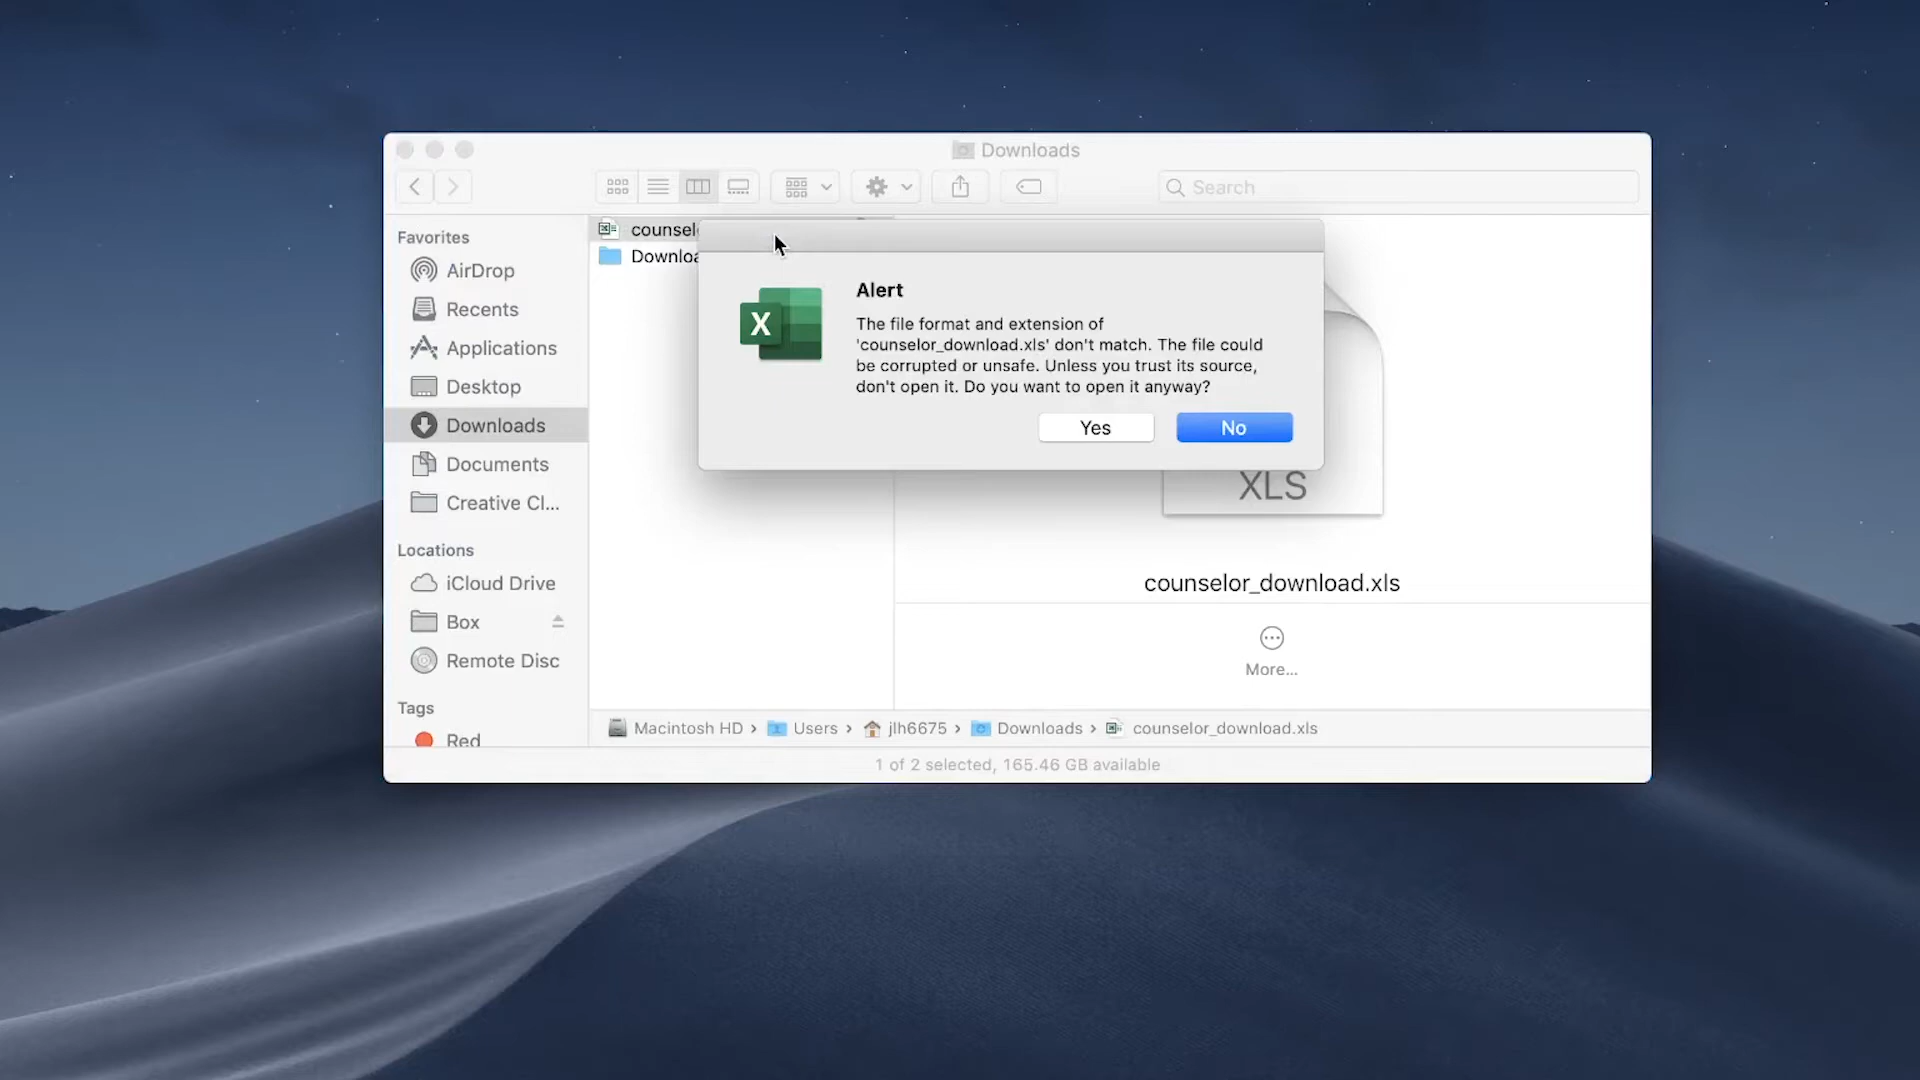 Downloads
Search
Favorites
AirDrop
Recents
Applications
Desktop
Downloads
Documents
Creative Cl...
Locations
iCloud Drive
Box
Remote Disc
Tags
Red
counsel
Downloa
X
Alert
The file format and extension of
'counselor_download.xls' don't match. The file could
be corrupted or unsafe. Unless you trust its source,
don't open it. Do you want to open it anyway?
Yes
No
XLS
counselor_download.xls
More...
Macintosh HD › Users › jlh6675 › Downloads › counselor_download.xls
1 of 2 selected, 165.46 GB available